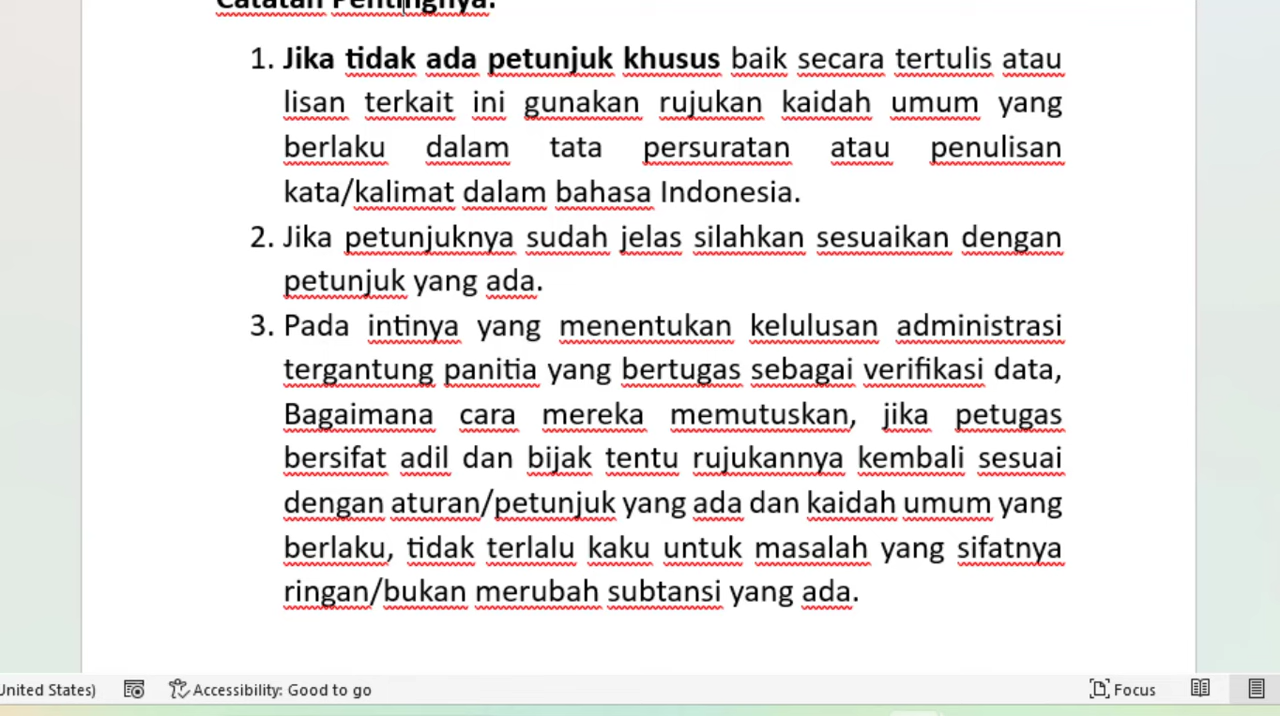 Catatan Pentingnya:
1. Jika tidak ada petunjuk khusus baik secara tertulis atau
lisan terkait ini gunakan rujukan kaidah umum yang
berlaku dalam tata persuratan atau penulisan
kata/kalimat dalam bahasa Indonesia.
2. Jika petunjuknya sudah jelas silahkan sesuaikan dengan
petunjuk yang ada.
3. Pada intinya yang menentukan kelulusan administrasi
tergantung panitia yang bertugas sebagai verifikasi data,
Bagaimana cara mereka memutuskan, jika petugas
bersifat adil dan bijak tentu rujukannya kembali sesuai
dengan aturan/petunjuk yang ada dan kaidah umum yang
berlaku, tidak terlalu kaku untuk masalah yang sifatnya
ringan/bukan merubah subtansi yang ada.
United States) Accessibility: Good to go Focus